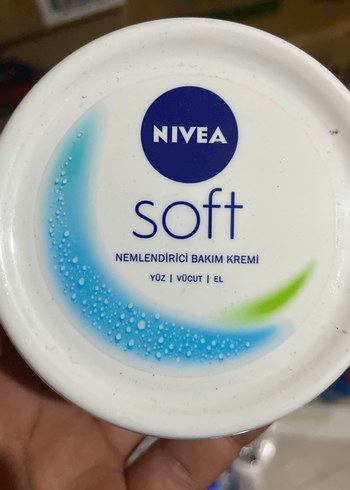 NIVEA
soft
NEMLENDİRİCİ BAKIM KREMİ
YÜZ | VÜCUT | EL